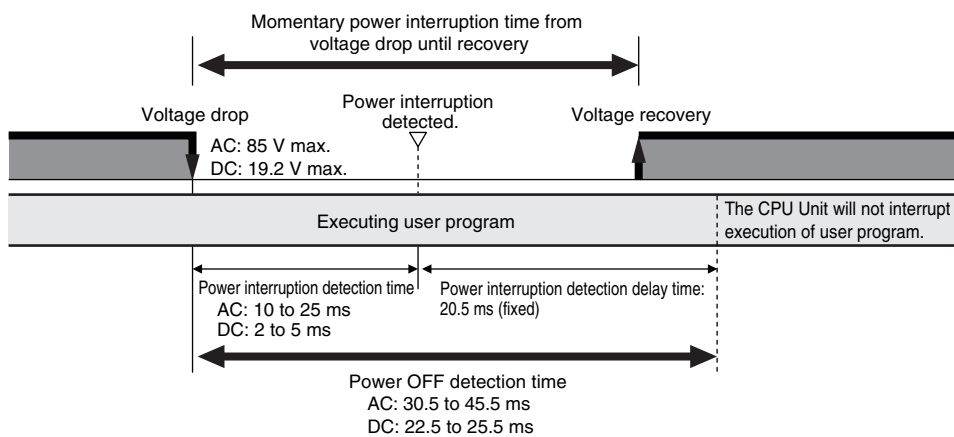 Momentary power interruption time from
voltage drop until recovery
Voltage drop
Power interruption
detected.
Voltage recovery
AC: 85 V max.
DC: 19.2 V max.
Executing user program
The CPU Unit will not interrupt
execution of user program.
Power interruption detection time
AC: 10 to 25 ms
DC: 2 to 5 ms
Power interruption detection delay time:
20.5 ms (fixed)
Power OFF detection time
AC: 30.5 to 45.5 ms
DC: 22.5 to 25.5 ms